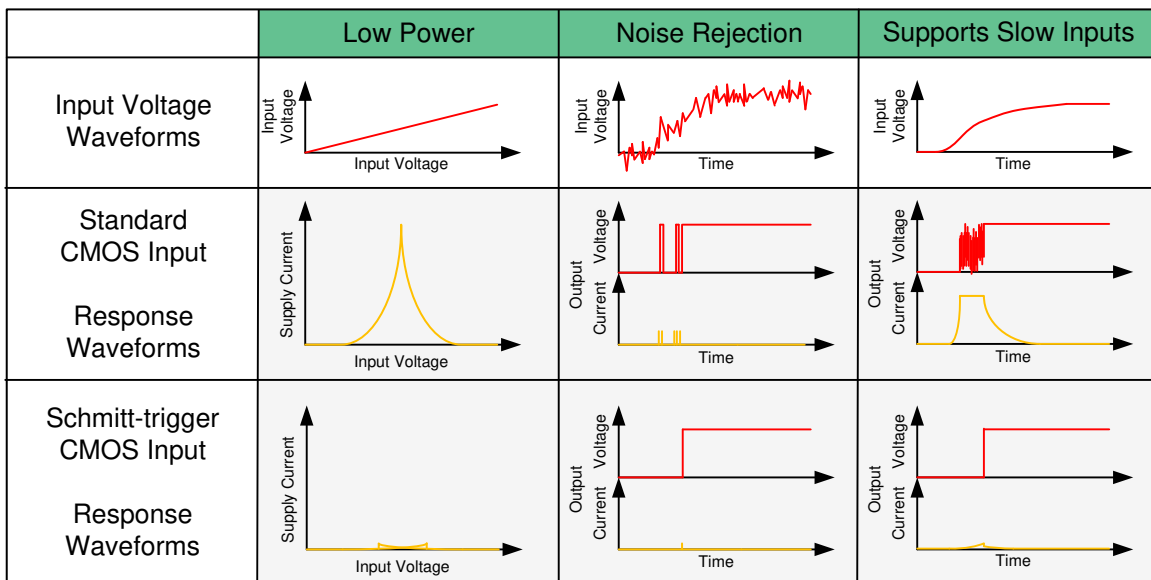 Low Power
Noise Rejection
Supports Slow Inputs
Input Voltage
Waveforms
Input
Voltage
Input Voltage
Input
Voltage
Time
Input
Voltage
Time
Standard
CMOS Input
Response
Waveforms
Supply Current
Input Voltage
Output
Voltage
Current
Time
Output
Voltage
Current
Time
Schmitt-trigger
CMOS Input
Response
Waveforms
Supply Current
Input Voltage
Output
Voltage
Current
Time
Output
Voltage
Current
Time